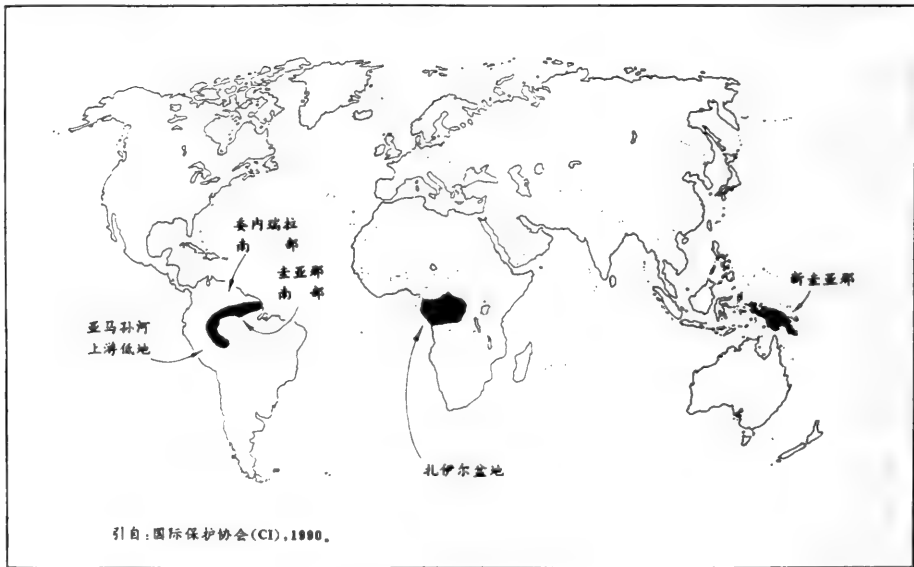 委内瑞拉
南 部
圭亚那
南 部
亚马孙河
上游低地
新圭亚那
扎伊尔盆地
引自:国际保护协会(CI),1990。